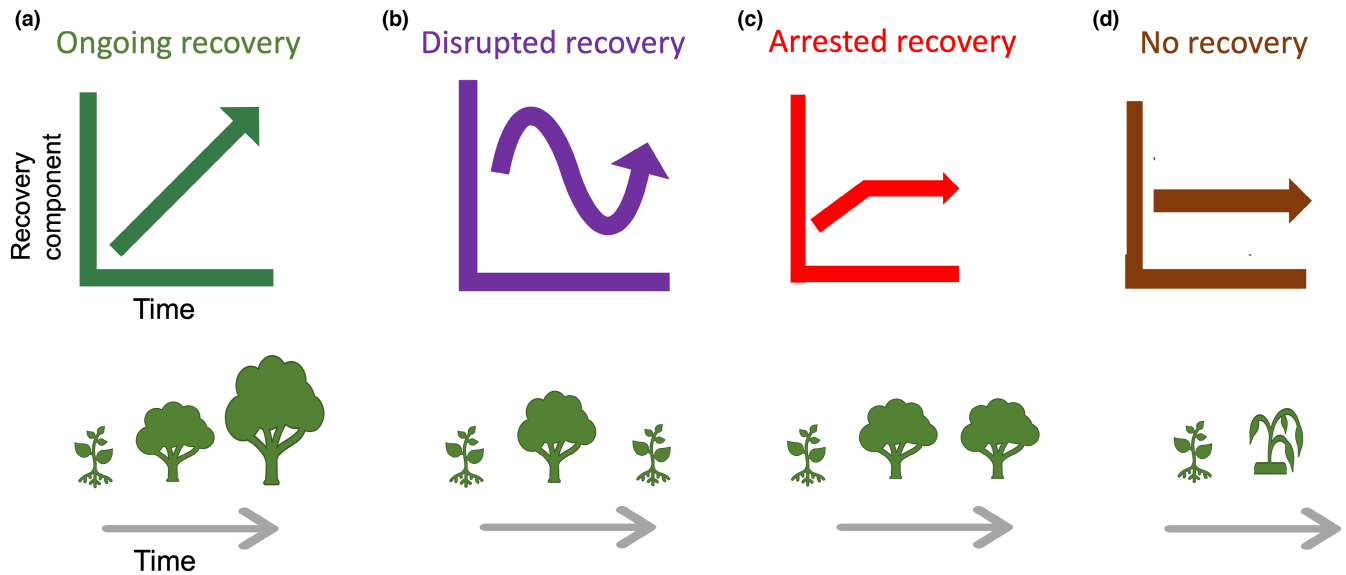 (a)
Ongoing recovery
Recovery
component
Time
Time
(b)
Disrupted recovery
(c)
Arrested recovery
(d)
No recovery